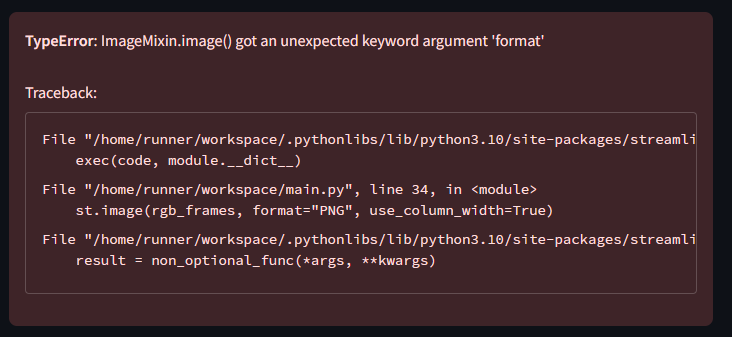 TypeError: ImageMixin.image() got an unexpected keyword argument 'format'
Traceback:
File "/home/runner/workspace/.pythonlibs/lib/python3.10/site-packages/streamli
exec(code, module.__dict__)
File "/home/runner/workspace/main.py", line 34, in <module>
st.image(rgb_frames, format="PNG", use_column_width=True)
File "/home/runner/workspace/.pythonlibs/lib/python3.10/site-packages/streamli
result = non_optional_func(*args, **kwargs)